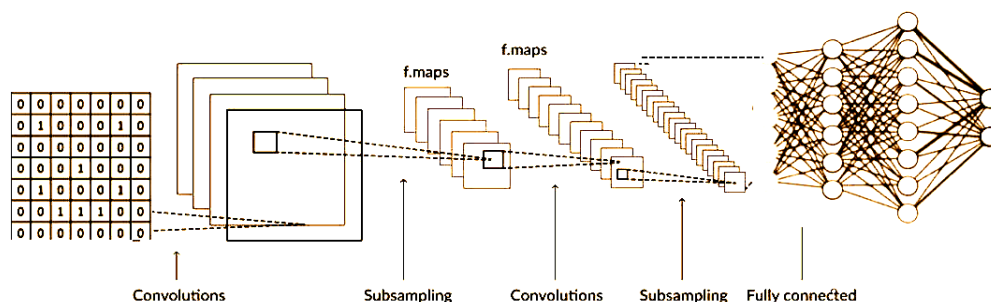 f.maps
f.maps
0 0 0 0 0 0 0
0 1 0 0 0 1 0
0 0 0 0 0 0 0
0 0 0 1 0 0 0
0 1 0 0 0 1 0
0 0 1 1 1 0 0
0 0 0 0 0 0 0
Convolutions
Subsampling
Convolutions
Subsampling
Fully connected